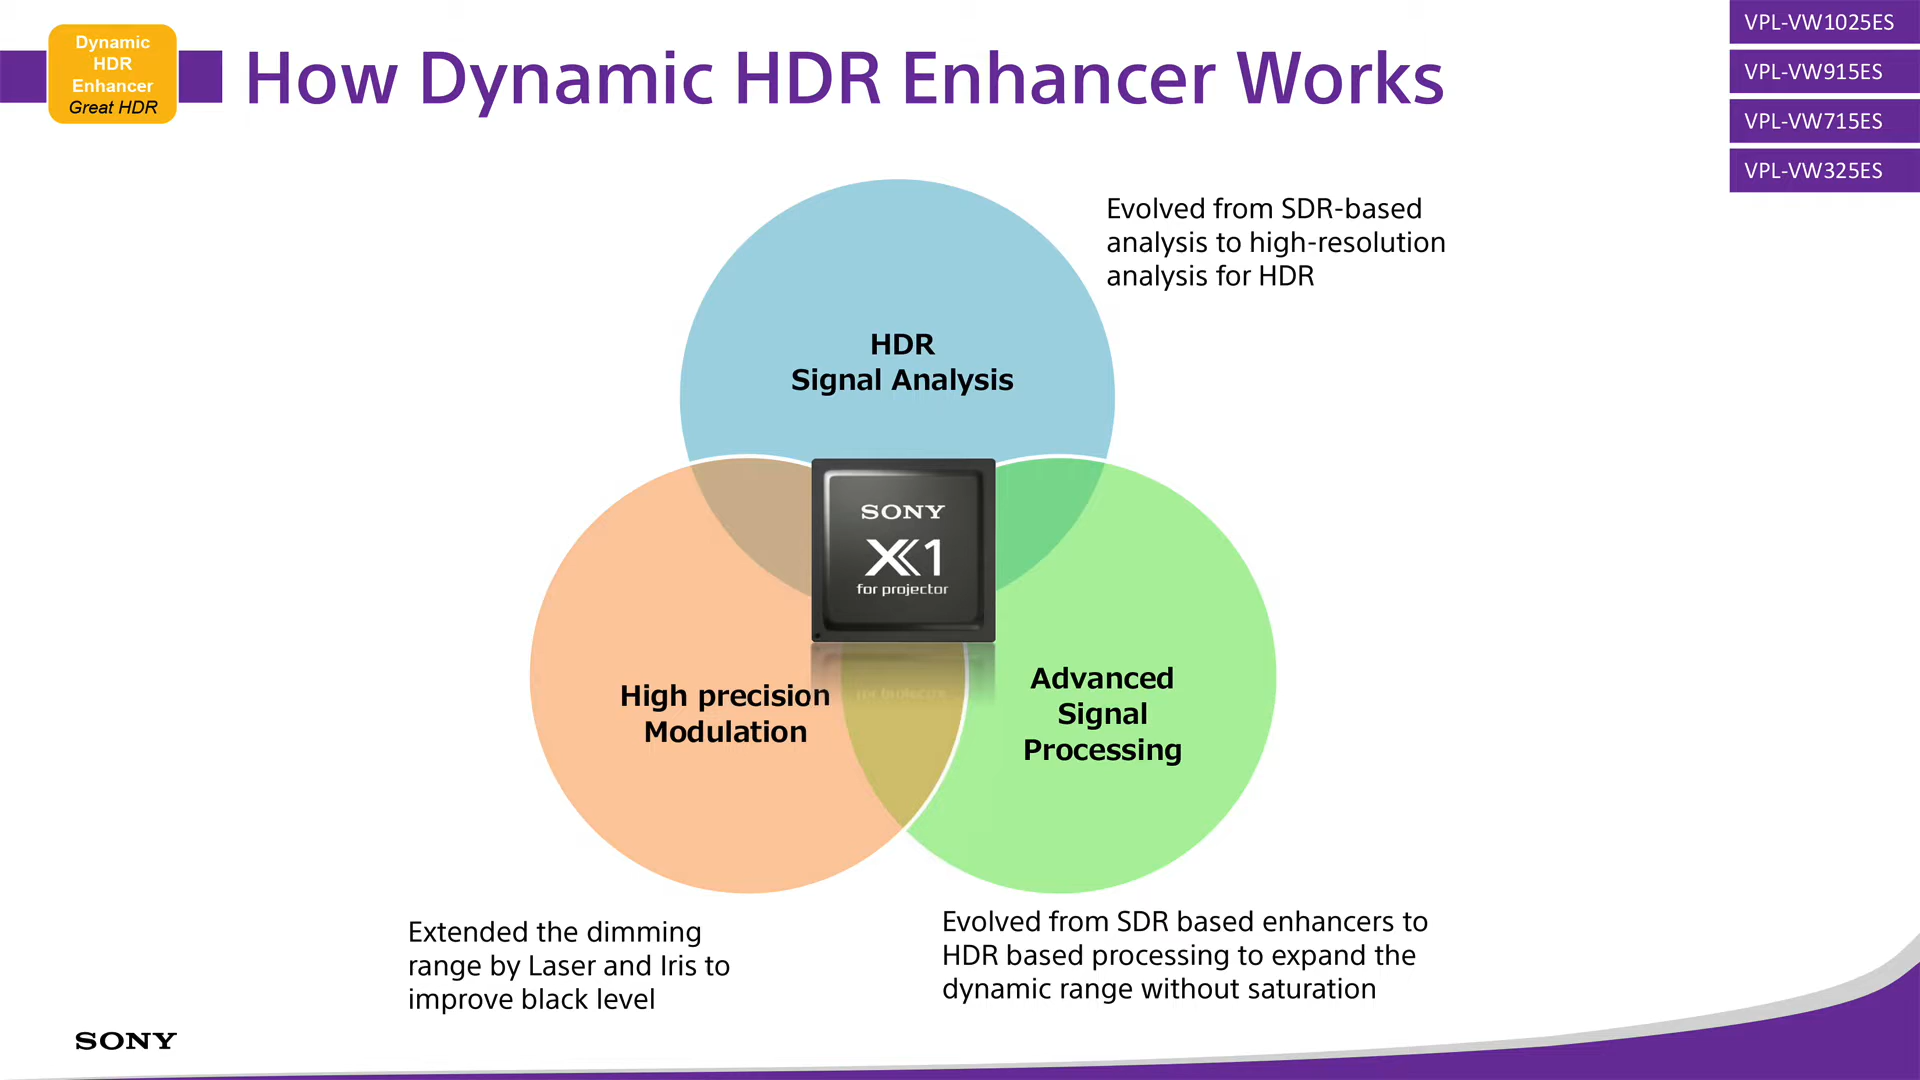 Dynamic
HDR
Enhancer
Great HDR
How Dynamic HDR Enhancer Works
VPL-VW1025ES
VPL-VW915ES
VPL-VW715ES
VPL-VW325ES
Evolved from SDR-based
analysis to high-resolution
analysis for HDR
HDR
Signal Analysis
SONY
X1
for projector
High precision
Modulation
Advanced
Signal
Processing
Extended the dimming
range by Laser and Iris to
improve black level
Evolved from SDR based enhancers to
HDR based processing to expand the
dynamic range without saturation
SONY